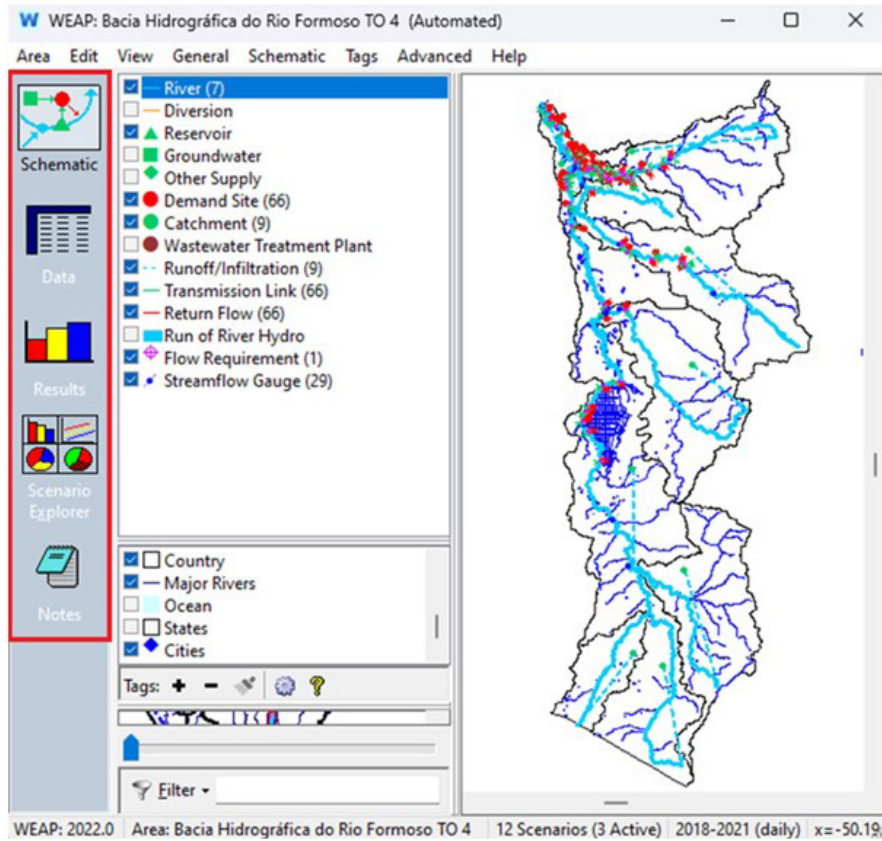 W WEAP: Bacia Hidrográfica do Rio Formoso TO 4 (Automated)
Area Edit View General Schematic Tags Advanced Help
Schematic
Data
Results
Scenario
Explorer
Notes
River (7)
Diversion
Reservoir
Groundwater
Other Supply
Demand Site (66)
Catchment (9)
Wastewater Treatment Plant
Runoff/Infiltration (9)
Transmission Link (66)
Return Flow (66)
Run of River Hydro
Flow Requirement (1)
Streamflow Gauge (29)
Country
Major Rivers
Ocean
States
Cities
Tags:
Filter
WEAP: 2022.0 Area: Bacia Hidrográfica do Rio Formoso TO 4 12 Scenarios (3 Active) 2018-2021 (daily) x=-50.19,